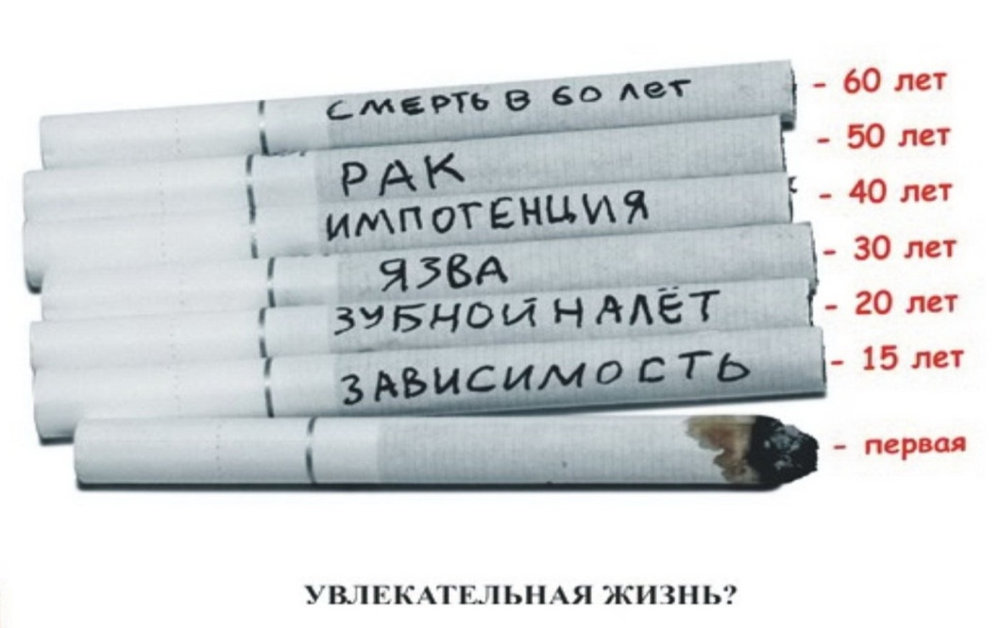 СМЕРТЬ В 60 лет - 60 лет
РАК - 50 лет
ИМПОТЕНЦИЯ - 40 лет
ЯЗВА - 30 лет
ЗУБНОЙ НАЛЁТ - 20 лет
ЗАВИСИМОСТЬ - 15 лет
- первая
УВЛЕКАТЕЛЬНАЯ ЖИЗНЬ?